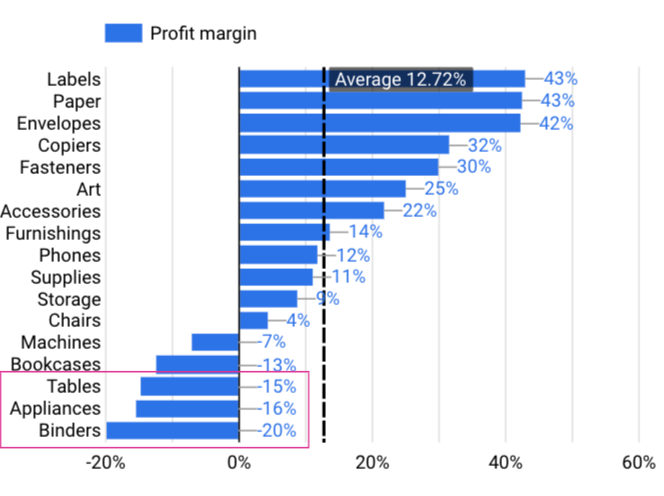 Profit margin
Average 12.72%
Labels 43%
Paper 43%
Envelopes 42%
Copiers 32%
Fasteners 30%
Art 25%
Accessories 22%
Furnishings 14%
Phones 12%
Supplies 11%
Storage 9%
Chairs 4%
Machines -7%
Bookcases -13%
Tables -15%
Appliances -16%
Binders -20%
-20% 0% 20% 40% 60%